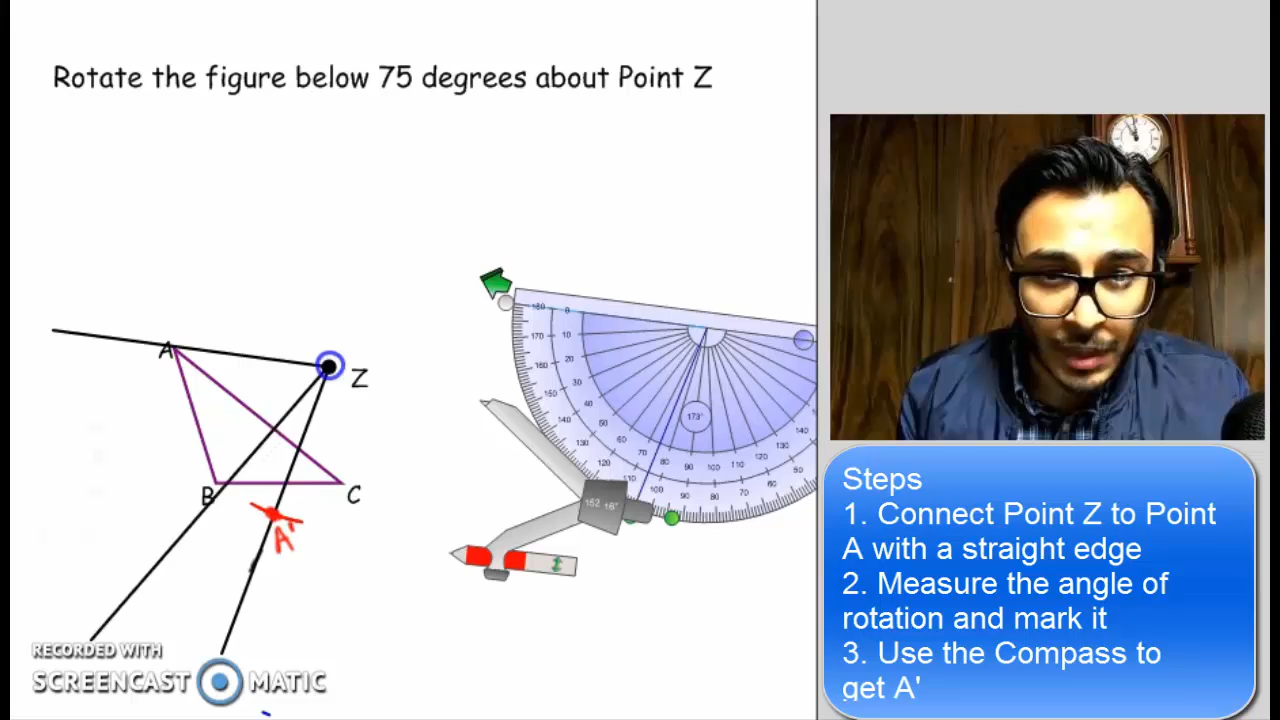 Rotate the figure below 75 degrees about Point Z
A
Z
B
C
A'
173°
Steps
1. Connect Point Z to Point
A with a straight edge
2. Measure the angle of
rotation and mark it
3. Use the Compass to
get A'
RECORDED WITH
SCREENCAST MATIC